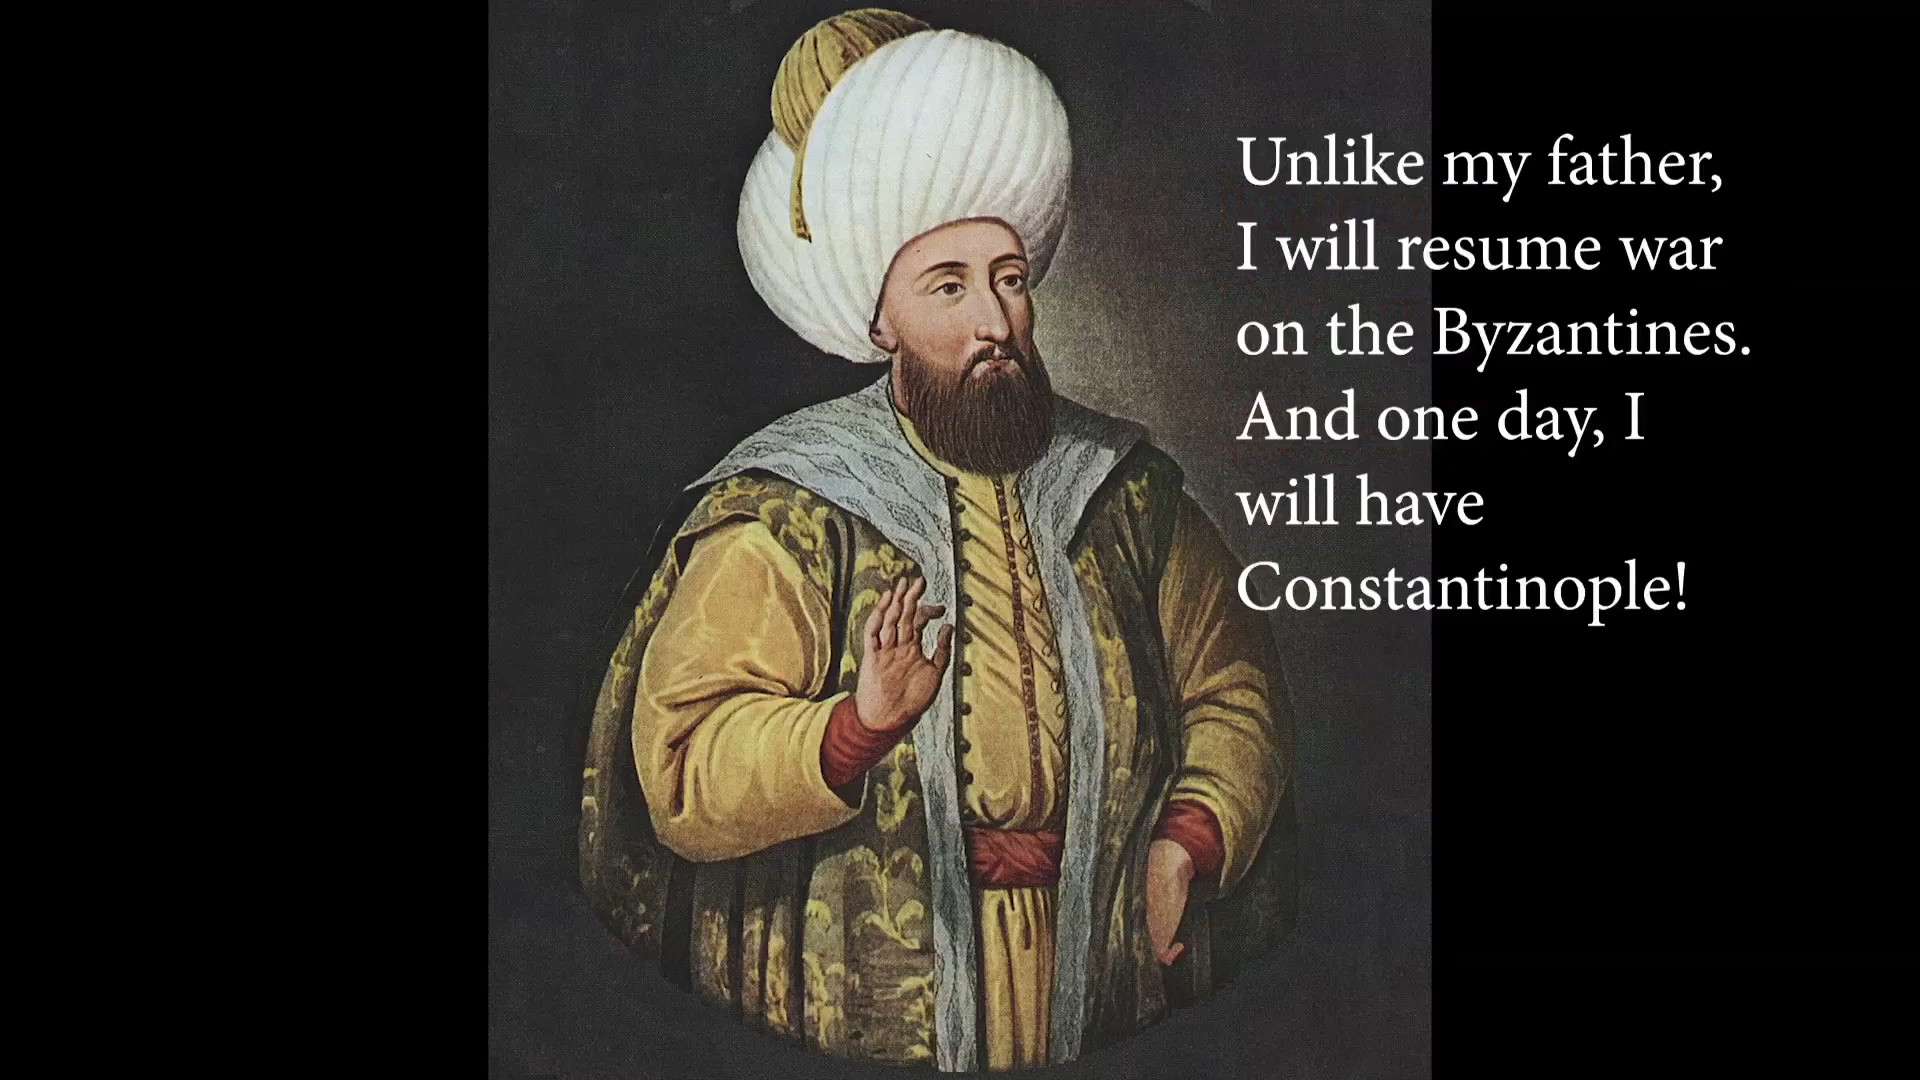 Unlike my father,
I will resume war
on the Byzantines.
And one day, I
will have
Constantinople!